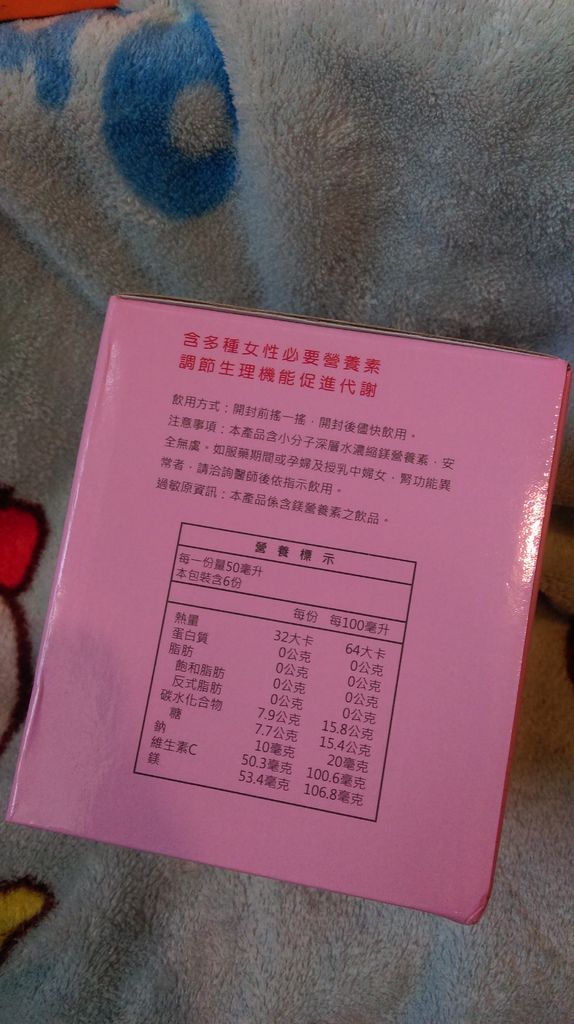 含多種女性必要營養素
調節生理機能促進代謝
飲用方式：開封前搖一搖，開封後儘快飲用。
注意事項：本產品含小分子深層水濃縮鎂營養素，安
全無虞。如服藥期間或孕婦及授乳中婦女，腎功能異
常者，請洽詢醫師後依指示飲用。
過敏原資訊：本產品係含鎂營養素之飲品。
營養標示
每一份量50毫升
本包裝含6份
每份 每100毫升
熱量 32大卡 64大卡
蛋白質 0公克 0公克
脂肪 0公克 0公克
飽和脂肪 0公克 0公克
反式脂肪 0公克 0公克
碳水化合物 7.9公克 15.8公克
糖 7.7公克 15.4公克
鈉 10毫克 20毫克
維生素C 50.3毫克 100.6毫克
鎂 53.4毫克 106.8毫克